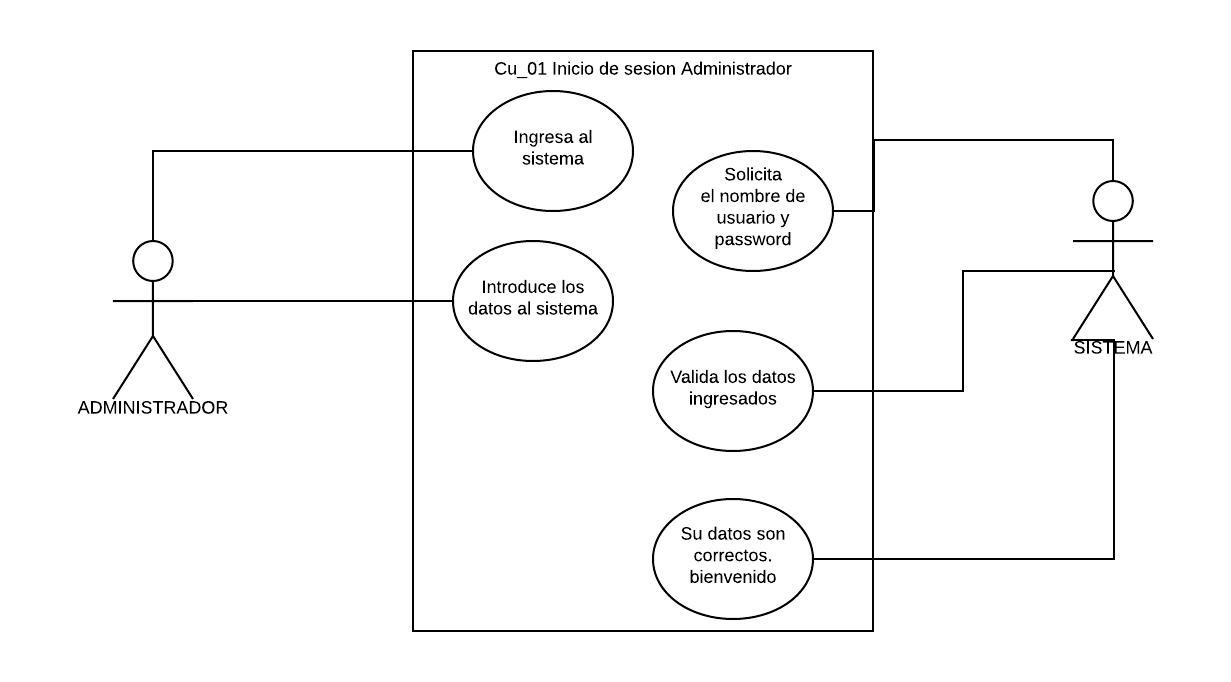 Cu_01 Inicio de sesion Administrador
Ingresa al
sistema
Solicita
el nombre de
usuario y
password
Introduce los
datos al sistema
Valida los datos
ingresados
SISTEMA
ADMINISTRADOR
Su datos son
correctos.
bienvenido